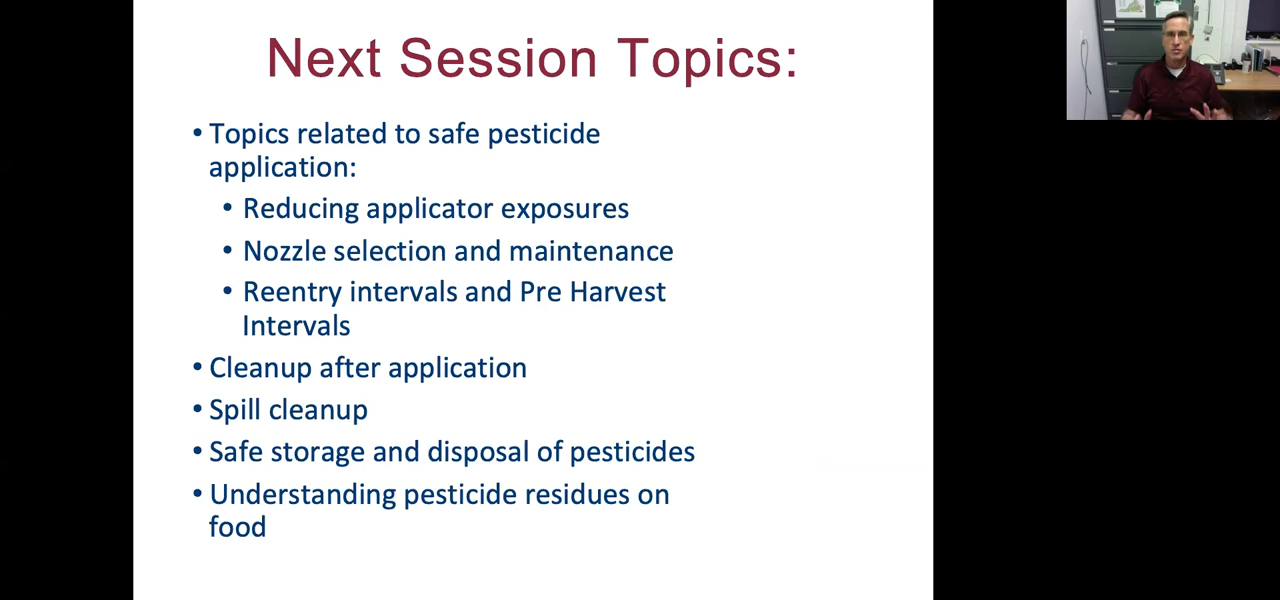 Next Session Topics:
• Topics related to safe pesticide
application:
• Reducing applicator exposures
• Nozzle selection and maintenance
• Reentry intervals and Pre Harvest
Intervals
• Cleanup after application
• Spill cleanup
• Safe storage and disposal of pesticides
• Understanding pesticide residues on
food